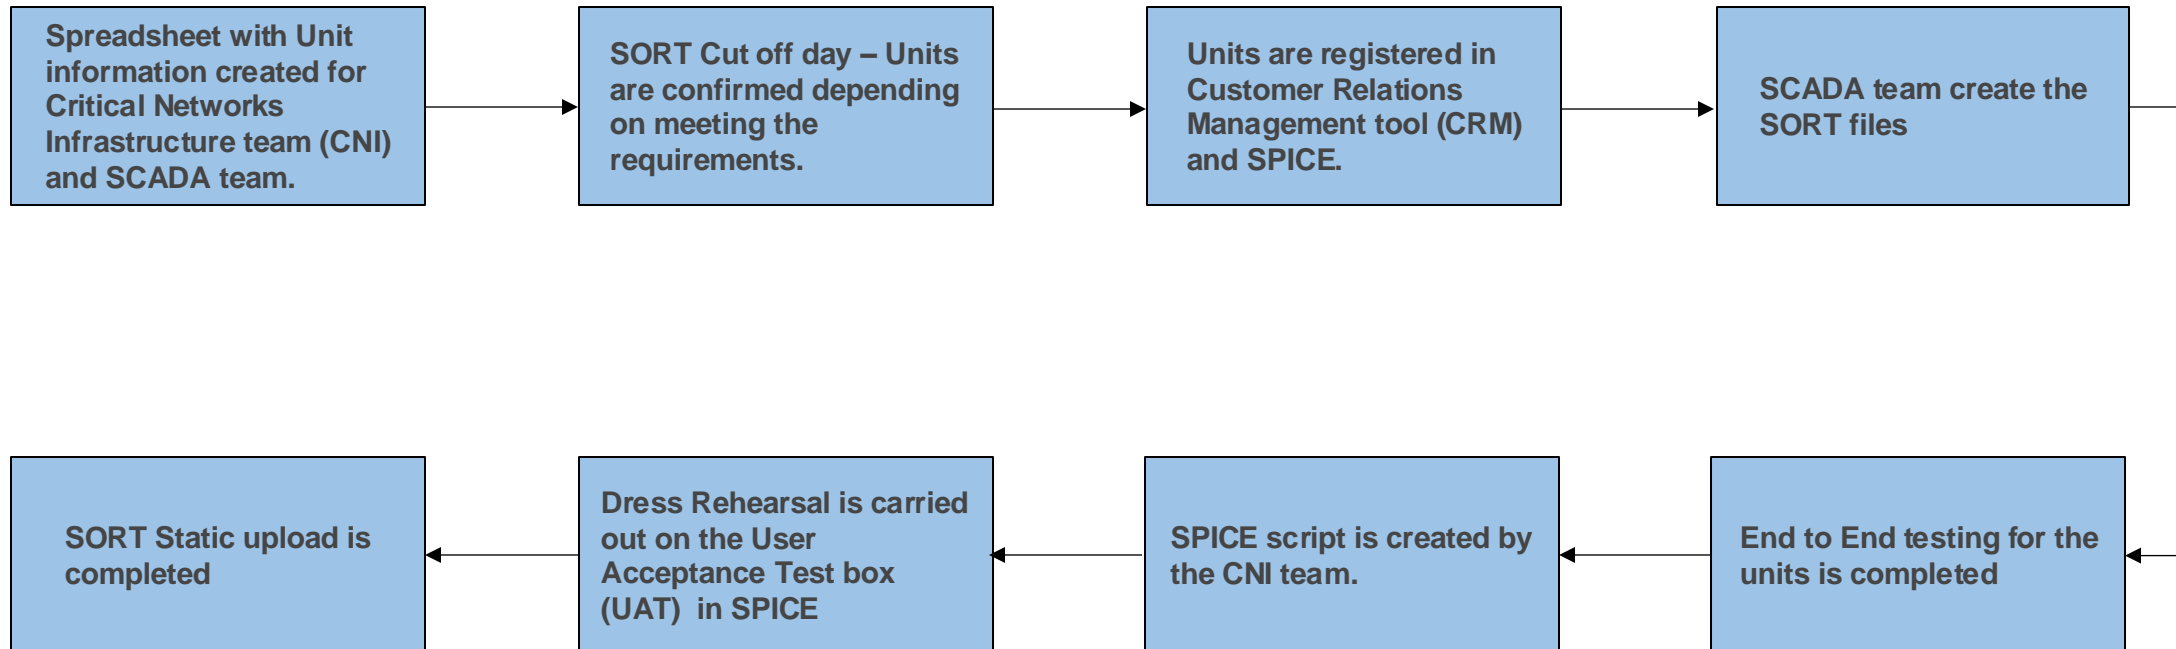 Spreadsheet with Unit
information created for
Critical Networks
Infrastructure team (CNI)
and SCADA team.
SORT Cut off day – Units
are confirmed depending
on meeting the
requirements.
Units are registered in
Customer Relations
Management tool (CRM)
and SPICE.
SCADA team create the
SORT files
End to End testing for the
units is completed
SPICE script is created by
the CNI team.
Dress Rehearsal is carried
out on the User
Acceptance Test box
(UAT)  in SPICE
SORT Static upload is
completed